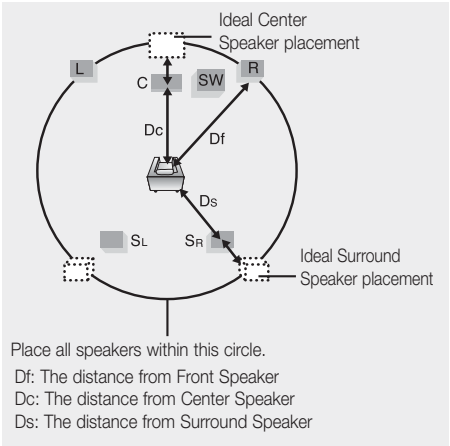 Ideal Center
Speaker placement
L
R
C
SW
Dc
Df
Ds
SL
SR
Ideal Surround
Speaker placement
Place all speakers within this circle.
Df: The distance from Front Speaker
Dc: The distance from Center Speaker
Ds: The distance from Surround Speaker